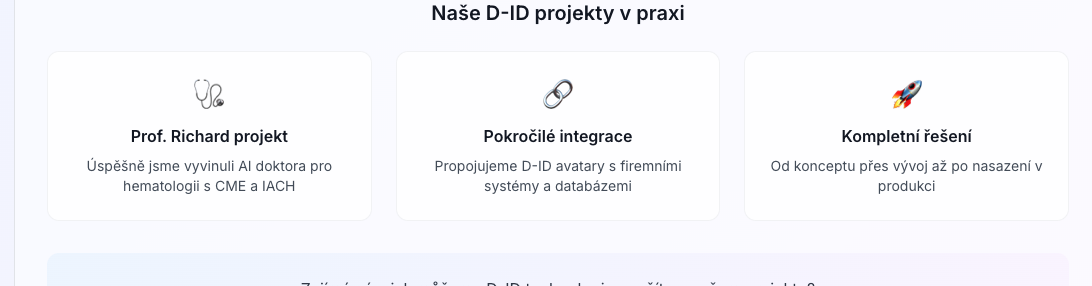 Naše D-ID projekty v praxi
Prof. Richard projekt
Úspěšně jsme vyvinuli AI doktora pro
hematologii s CME a IACH
Pokročilé integrace
Propojujeme D-ID avatary s firemními
systémy a databázemi
Kompletní řešení
Od konceptu přes vývoj až po nasazení v
produkci